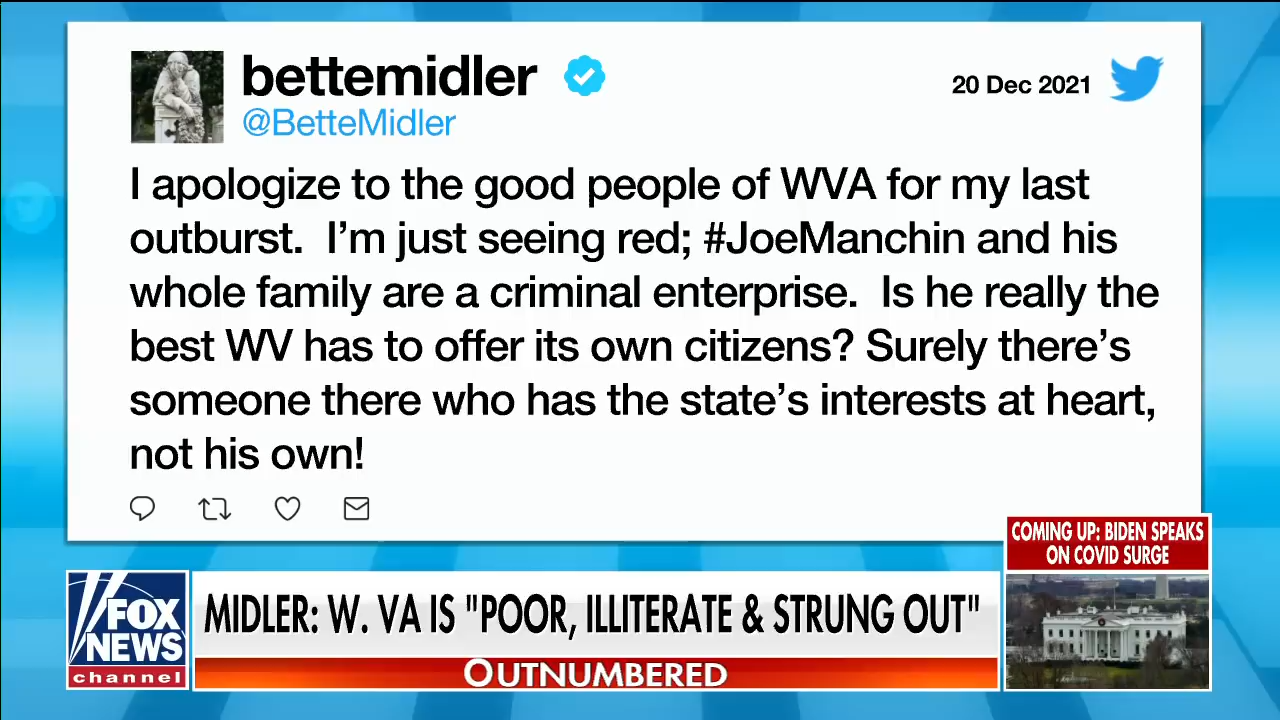 bettemidler
@BetteMidler
20 Dec 2021
I apologize to the good people of WVA for my last
outburst.  I’m just seeing red; #JoeManchin and his
whole family are a criminal enterprise.  Is he really the
best WV has to offer its own citizens? Surely there’s
someone there who has the state’s interests at heart,
not his own!
COMING UP: BIDEN SPEAKS
ON COVID SURGE
FOX
NEWS
channel
MIDLER: W. VA IS "POOR, ILLITERATE & STRUNG OUT"
OUTNUMBERED